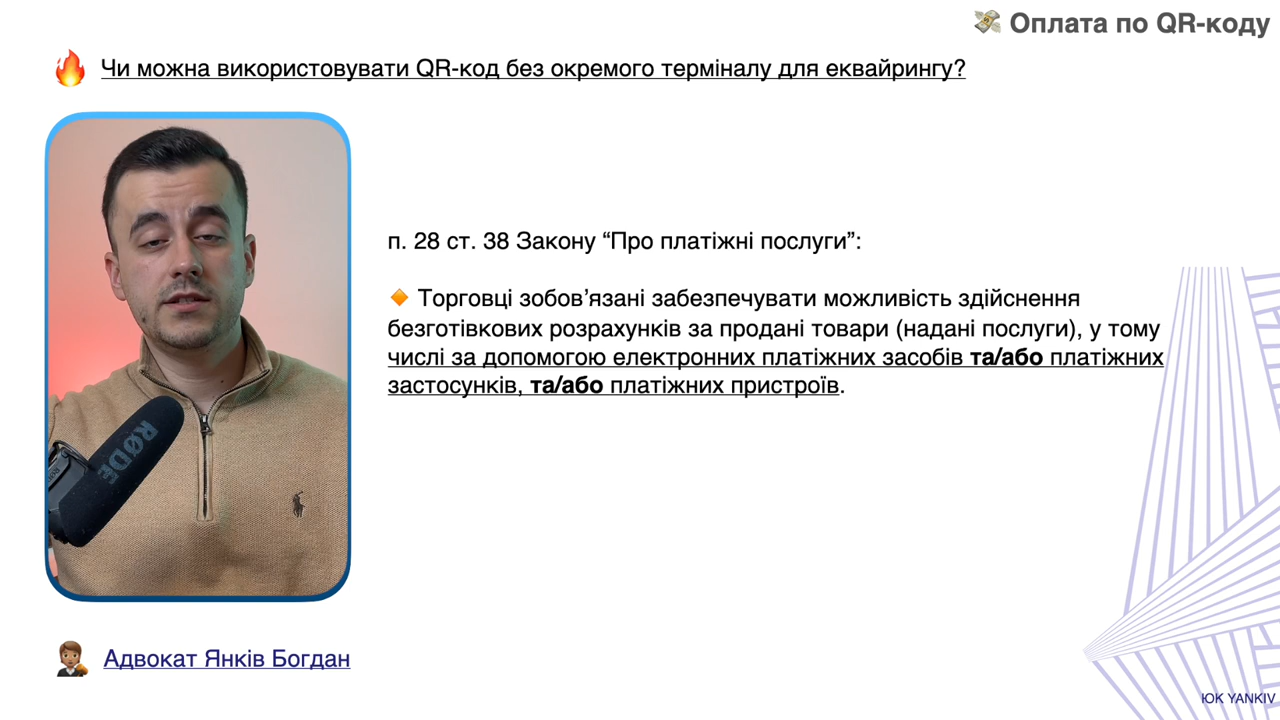 💸 Оплата по QR-коду
🔥 Чи можна використовувати QR-код без окремого терміналу для еквайрингу?
п. 28 ст. 38 Закону “Про платіжні послуги”:
🔸 Торговці зобов’язані забезпечувати можливість здійснення
безготівкових розрахунків за продані товари (надані послуги), у тому
числі за допомогою електронних платіжних засобів та/або платіжних
застосунків, та/або платіжних пристроїв.
RØDE
Адвокат Янків Богдан
ЮК YANKIV